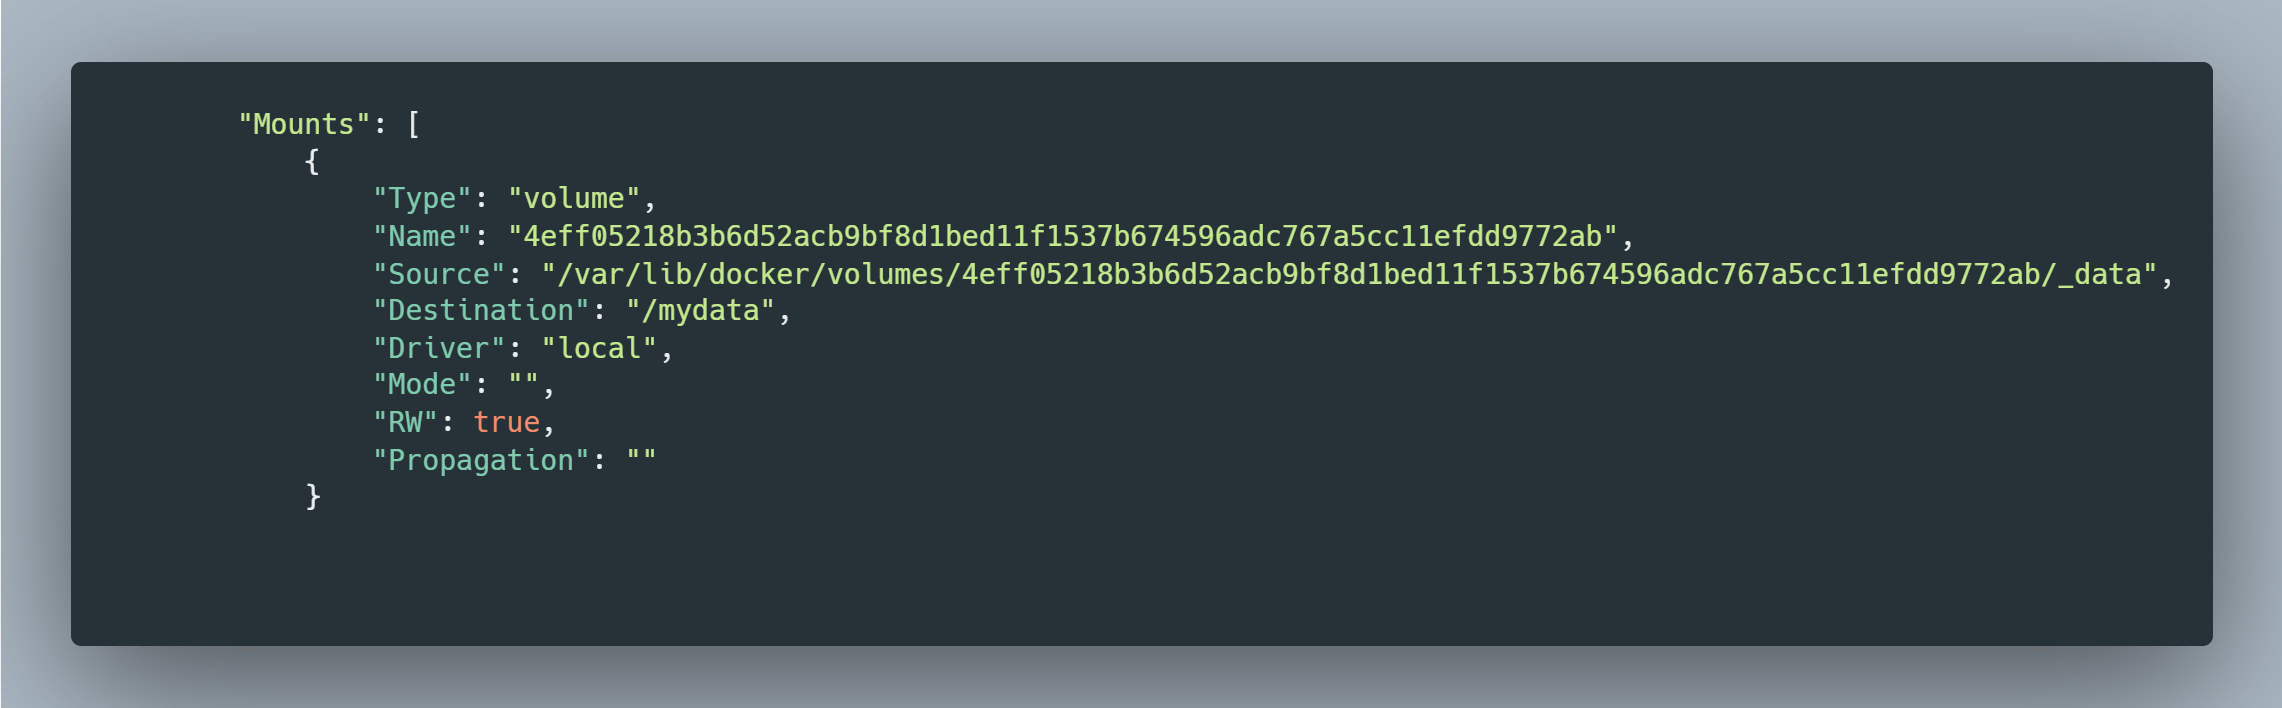 "Mounts": [
{
"Type": "volume",
"Name": "4eff05218b3b6d52acb9bf8d1bed11f1537b674596adc767a5cc11efdd9772ab",
"Source": "/var/lib/docker/volumes/4eff05218b3b6d52acb9bf8d1bed11f1537b674596adc767a5cc11efdd9772ab/_data",
"Destination": "/mydata",
"Driver": "local",
"Mode": "",
"RW": true,
"Propagation": ""
}